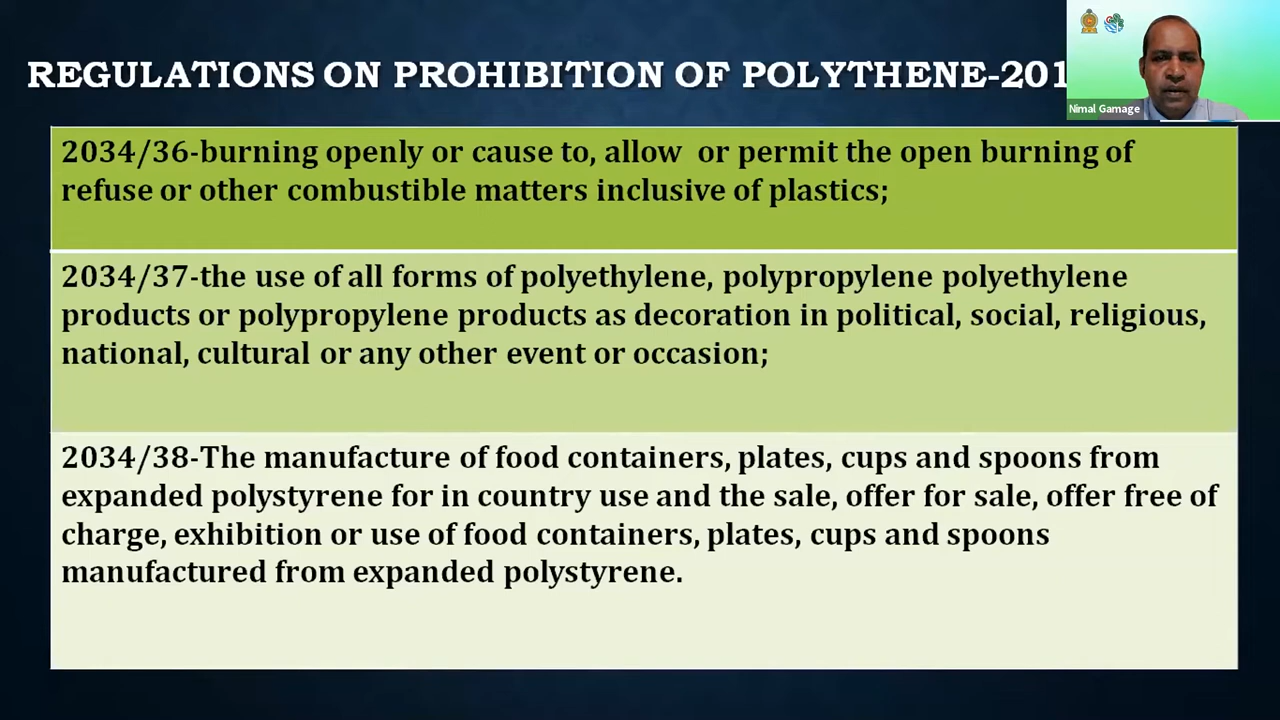 REGULATIONS ON PROHIBITION OF POLYTHENE-201
Nimal Gamage
2034/36-burning openly or cause to, allow  or permit the open burning of
refuse or other combustible matters inclusive of plastics;
2034/37-the use of all forms of polyethylene, polypropylene polyethylene
products or polypropylene products as decoration in political, social, religious,
national, cultural or any other event or occasion;
2034/38-The manufacture of food containers, plates, cups and spoons from
expanded polystyrene for in country use and the sale, offer for sale, offer free of
charge, exhibition or use of food containers, plates, cups and spoons
manufactured from expanded polystyrene.